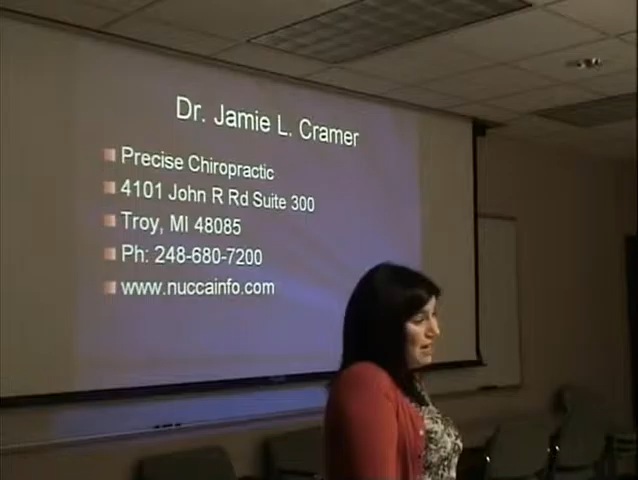 Dr. Jamie L. Cramer
Precise Chiropractic
4101 John R Rd Suite 300
Troy, MI 48085
Ph: 248-680-7200
www.nuccainfo.com